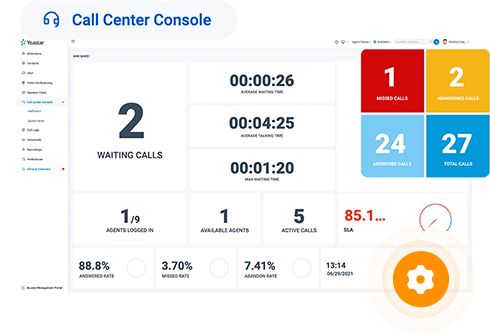 Call Center Console
Yeastar
Agent Status:
Available
Extensions
Contacts
Chat
Video Conferencing
Operator Panel
Call Center Console
Wallboard
Queue Panel
Call Logs
Voicemails
Recordings
Preferences
Access Management Portal
2
WAITING CALLS
00:00:26
AVERAGE WAITING TIME
00:04:25
AVERAGE TALKING TIME
00:01:20
MAX WAITING TIME
1
MISSED CALLS
2
ABANDONED CALLS
24
ANSWERED CALLS
27
TOTAL CALLS
1/9
AGENTS LOGGED IN
1
AVAILABLE AGENTS
5
ACTIVE CALLS
85.1...
SLA
88.8%
ANSWERED RATE
3.70%
MISSED RATE
7.41%
ABANDON RATE
13:14
06/29/2021